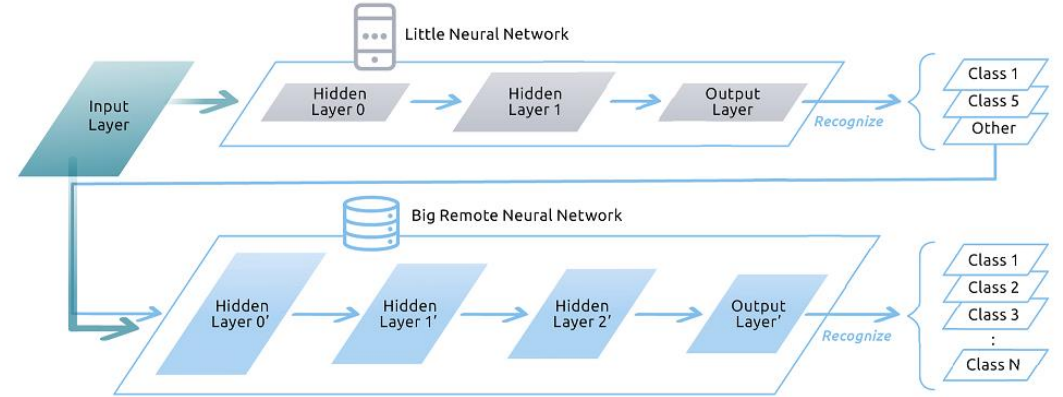 Little Neural Network
Input
Layer
Hidden
Layer 0
Hidden
Layer 1
Output
Layer
Recognize
Class 1
Class 5
Other
Big Remote Neural Network
Hidden
Layer 0’
Hidden
Layer 1’
Hidden
Layer 2’
Output
Layer’
Recognize
Class 1
Class 2
Class 3
:
Class N